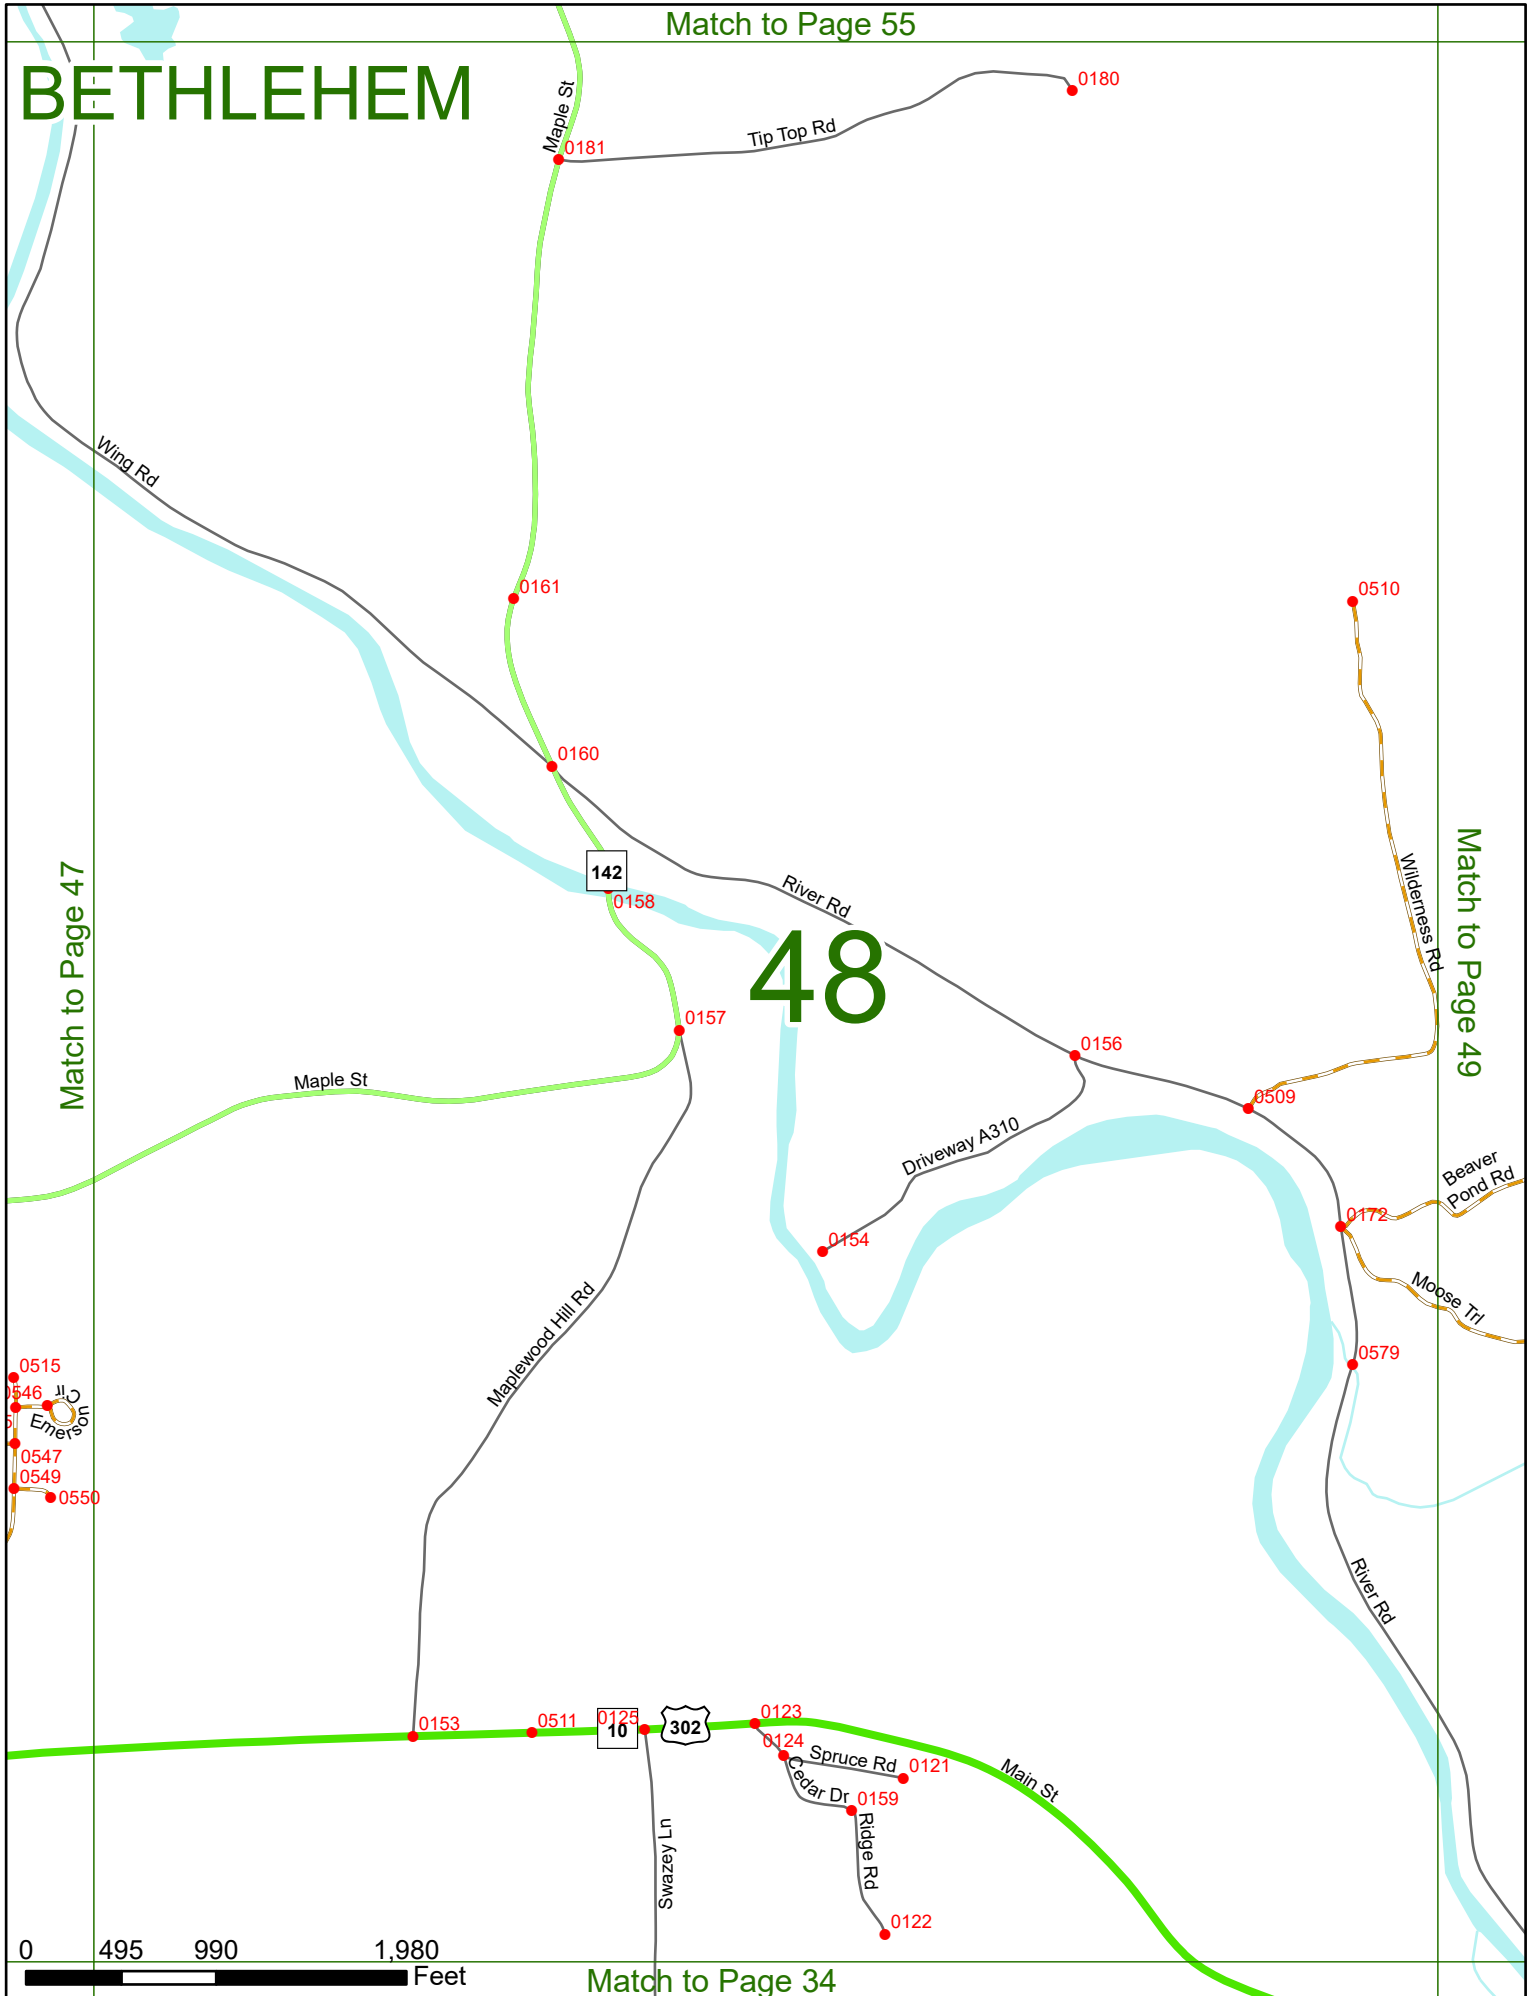 Match to Page 55
BETHLEHEM
0180
Maple St
Tip Top Rd
0181
Wing Rd
0161
0510
0160
142
0158
River Rd
Wilderness Rd
Match to Page 47
48
Match to Page 49
0157
0156
Maple St
0509
Driveway A310
Beaver
Pond Rd
0172
0154
Moose Trl
Maplewood Hill Rd
0579
0515
0546
Emerson Cir
5
0547
0549
0550
River Rd
0153
0511
0125
10
302
0123
0124
Spruce Rd
0121
Cedar Dr
0159
Main St
Ridge Rd
Swazey Ln
0122
0 495 990 1,980
Feet
Match to Page 34